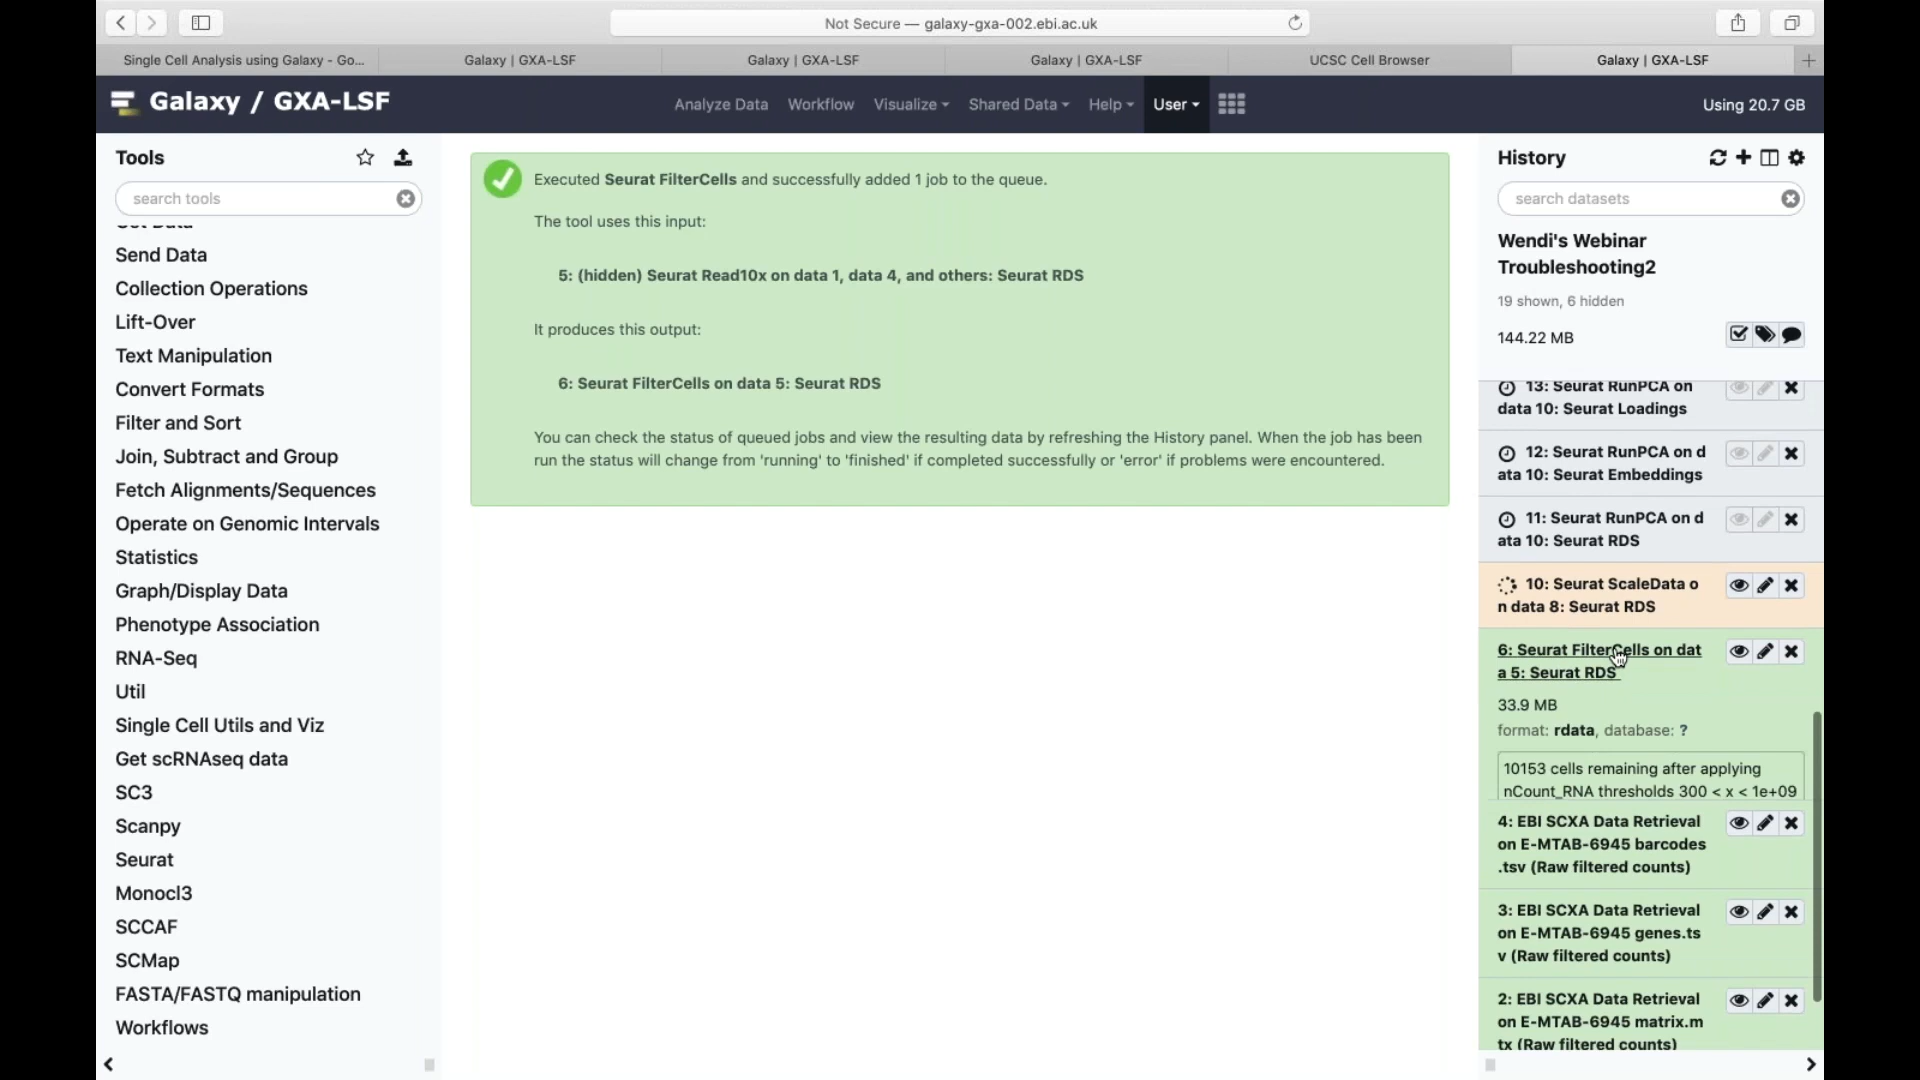 Not Secure — galaxy-gxa-002.ebi.ac.uk
Single Cell Analysis using Galaxy - Go...
Galaxy | GXA-LSF
Galaxy | GXA-LSF
Galaxy | GXA-LSF
UCSC Cell Browser
Galaxy | GXA-LSF
Galaxy / GXA-LSF
Analyze Data
Workflow
Visualize
Shared Data
Help
User
Using 20.7 GB
Tools
search tools
Send Data
Collection Operations
Lift-Over
Text Manipulation
Convert Formats
Filter and Sort
Join, Subtract and Group
Fetch Alignments/Sequences
Operate on Genomic Intervals
Statistics
Graph/Display Data
Phenotype Association
RNA-Seq
Util
Single Cell Utils and Viz
Get scRNAseq data
SC3
Scanpy
Seurat
Monocl3
SCCAF
SCMap
FASTA/FASTQ manipulation
Workflows
Executed Seurat FilterCells and successfully added 1 job to the queue.
The tool uses this input:
5: (hidden) Seurat Read10x on data 1, data 4, and others: Seurat RDS
It produces this output:
6: Seurat FilterCells on data 5: Seurat RDS
You can check the status of queued jobs and view the resulting data by refreshing the History panel. When the job has been
run the status will change from 'running' to 'finished' if completed successfully or 'error' if problems were encountered.
History
search datasets
Wendi's Webinar
Troubleshooting2
19 shown, 6 hidden
144.22 MB
13: Seurat RunPCA on
data 10: Seurat Loadings
12: Seurat RunPCA on d
ata 10: Seurat Embeddings
11: Seurat RunPCA on d
ata 10: Seurat RDS
10: Seurat ScaleData o
n data 8: Seurat RDS
6: Seurat FilterCells on dat
a 5: Seurat RDS
33.9 MB
format: rdata, database: ?
10153 cells remaining after applying
nCount_RNA thresholds 300 < x < 1e+09
4: EBI SCXA Data Retrieval
on E-MTAB-6945 barcodes
.tsv (Raw filtered counts)
3: EBI SCXA Data Retrieval
on E-MTAB-6945 genes.ts
v (Raw filtered counts)
2: EBI SCXA Data Retrieval
on E-MTAB-6945 matrix.m
tx (Raw filtered counts)